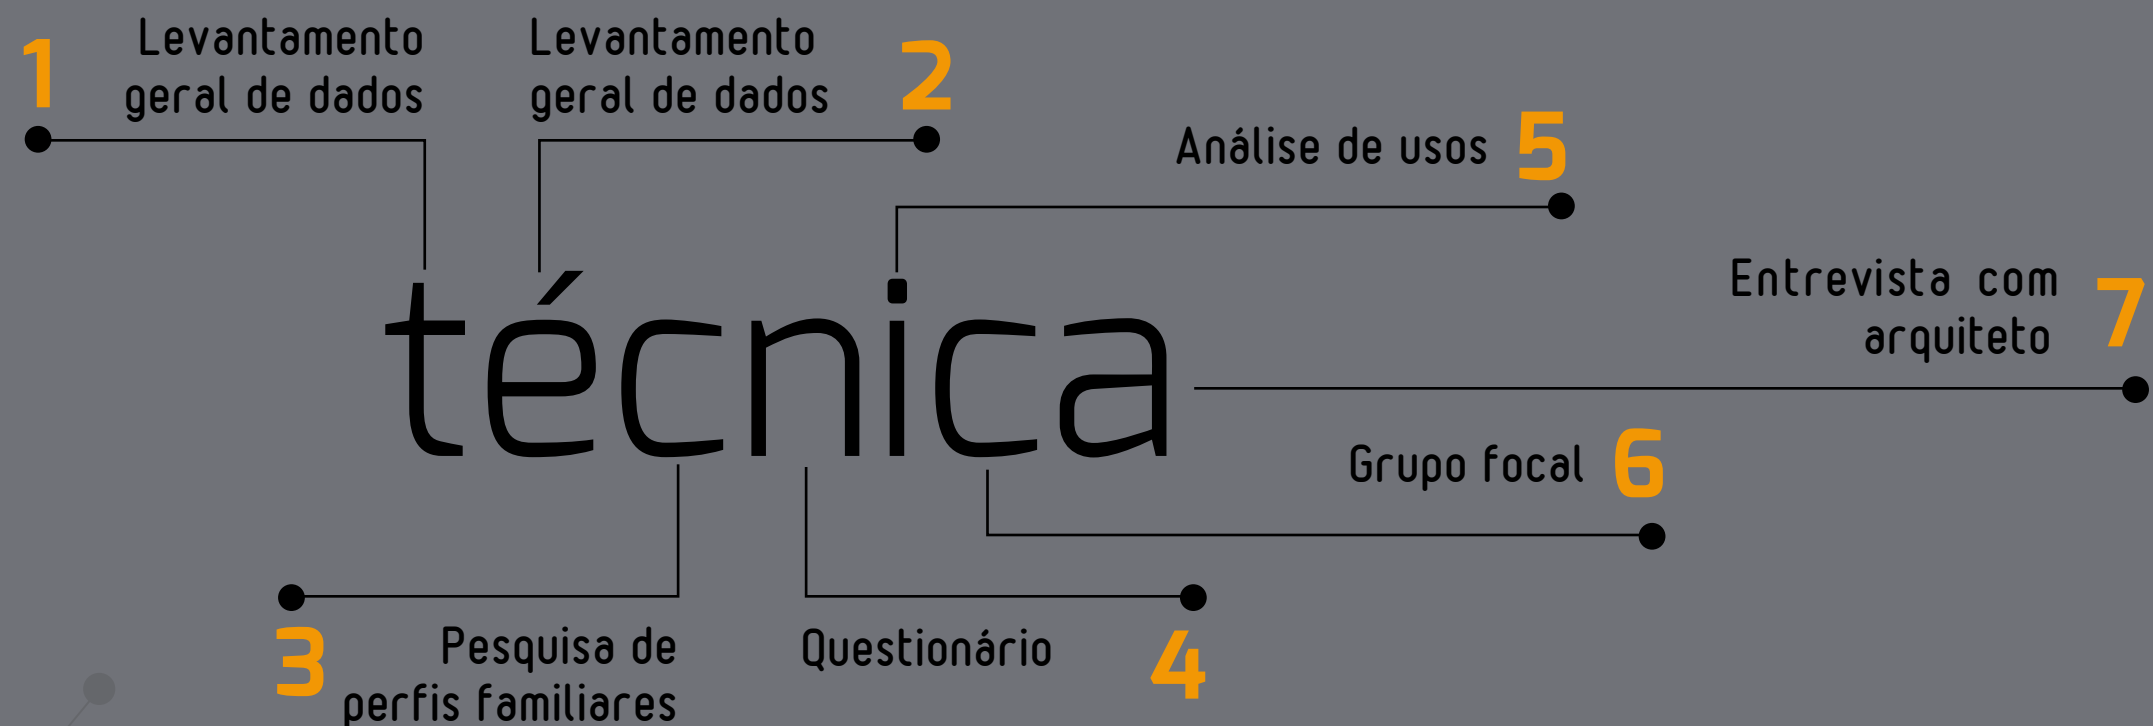 1
Levantamento
geral de dados
Levantamento
geral de dados
2
Análise de usos
5
Entrevista com
arquiteto
7
técnica
Grupo focal
6
3
Pesquisa de
perfis familiares
Questionário
4